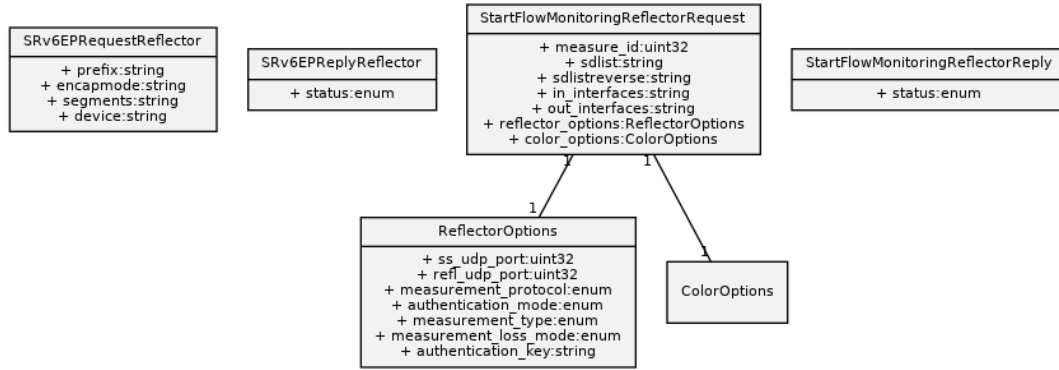 SRv6EPRequestReflector
+ prefix:string
+ encapmode:string
+ segments:string
+ device:string
SRv6EPReplyReflector
+ status:enum
StartFlowMonitoringReflectorRequest
+ measure_id:uint32
+ sdlist:string
+ sdlistreverse:string
+ in_interfaces:string
+ out_interfaces:string
+ reflector_options:ReflectorOptions
+ color_options:ColorOptions
StartFlowMonitoringReflectorReply
+ status:enum
1
1
1
1
ReflectorOptions
+ ss_udp_port:uint32
+ refl_udp_port:uint32
+ measurement_protocol:enum
+ authentication_mode:enum
+ measurement_type:enum
+ measurement_loss_mode:enum
+ authentication_key:string
ColorOptions